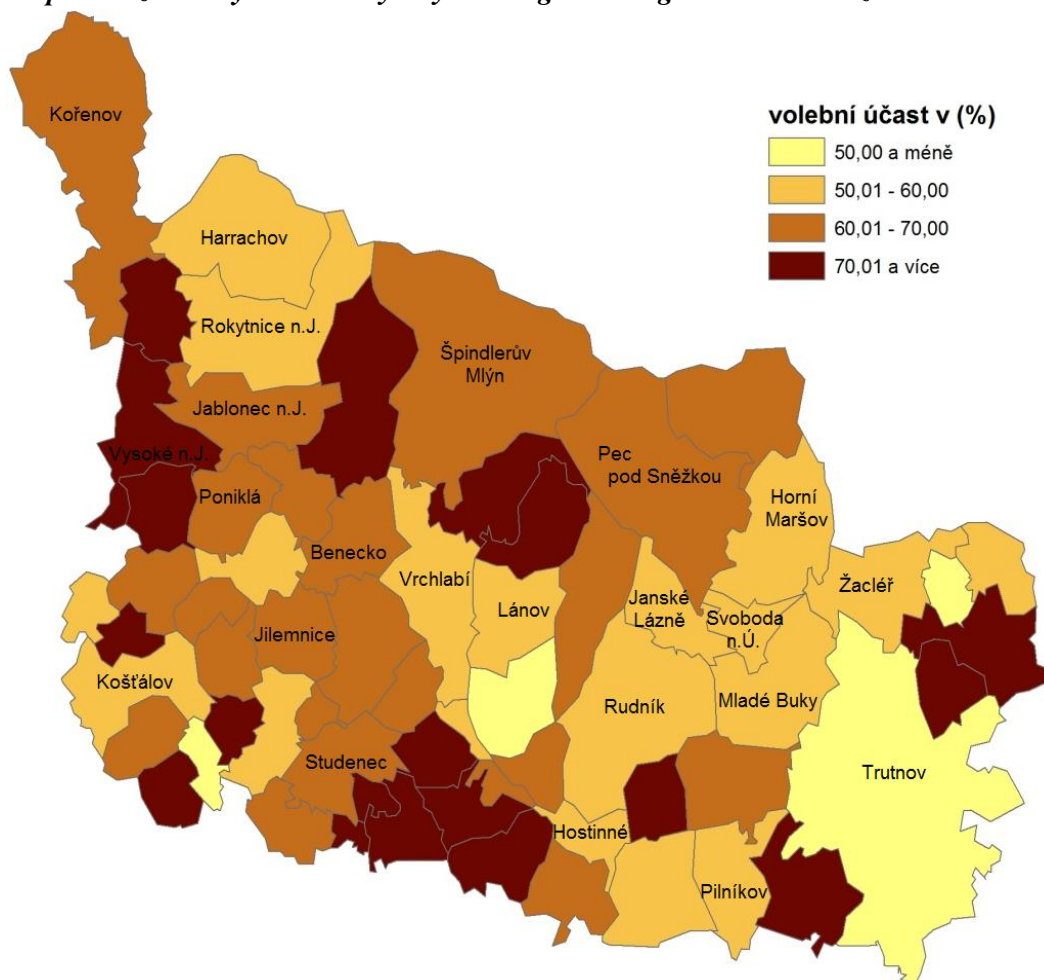 Kořenov
volební účast v (%)
50,00 a méně
50,01 - 60,00
60,01 - 70,00
70,01 a více
Harrachov
Rokytnice n.J.
Špindlerův
Mlýn
Jablonec n.J.
Vysoké n.J.
Pec
pod Sněžkou
Poniklá
Horní
Maršov
Benecko
Vrchlabí
Žacléř
Lánov
Janské
Lázně
Svoboda
n.Ú.
Jilemnice
Košťálov
Rudník
Mladé Buky
Studenec
Trutnov
Hostinné
Pilníkov